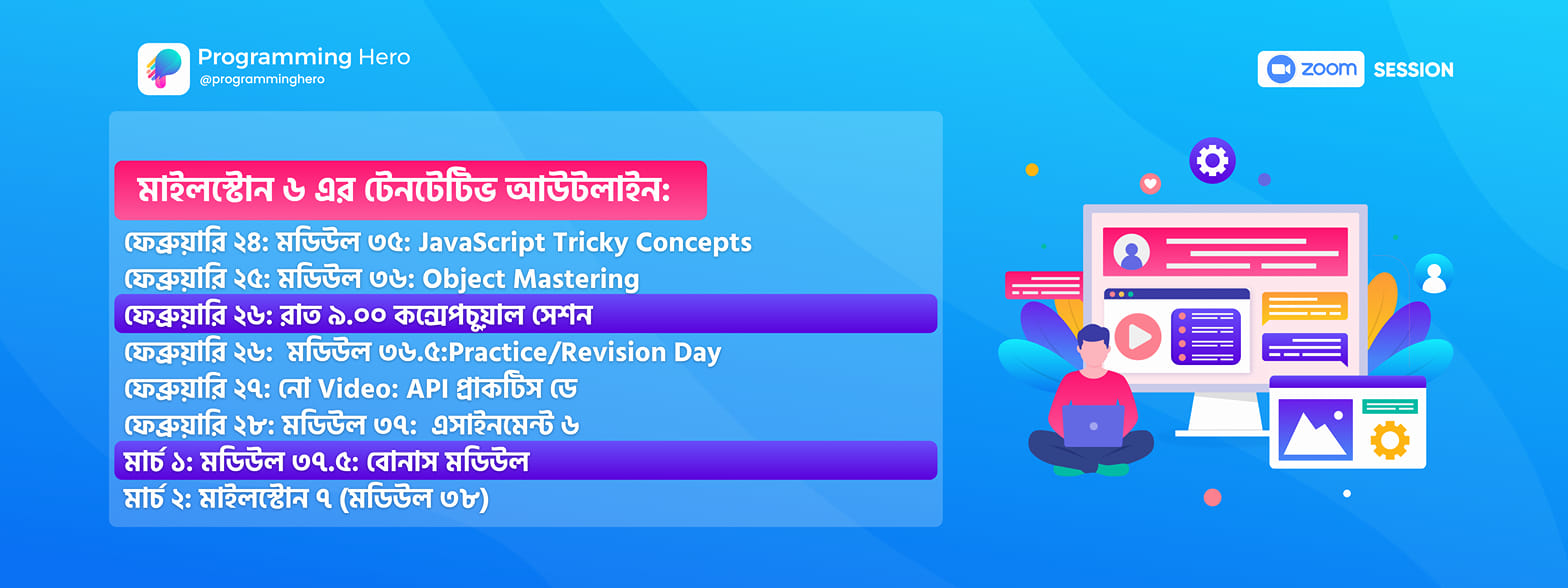 Programming Hero
@programminghero
zoom SESSION
মাইলস্টোন ৬ এর টেনটেটিভ আউটলাইন:
ফেব্রুয়ারি ২৪: মডিউল ৩৫: JavaScript Tricky Concepts
ফেব্রুয়ারি ২৫: মডিউল ৩৬: Object Mastering
ফেব্রুয়ারি ২৬: রাত ৯.০০ কন্সেপচুয়াল সেশন
ফেব্রুয়ারি ২৬: মডিউল ৩৬.৫:Practice/Revision Day
ফেব্রুয়ারি ২৭: নো Video: API প্রাকটিস ডে
ফেব্রুয়ারি ২৮: মডিউল ৩৭: এসাইনমেন্ট ৬
মার্চ ১: মডিউল ৩৭.৫: বোনাস মডিউল
মার্চ ২: মাইলস্টোন ৭ (মডিউল ৩৮)